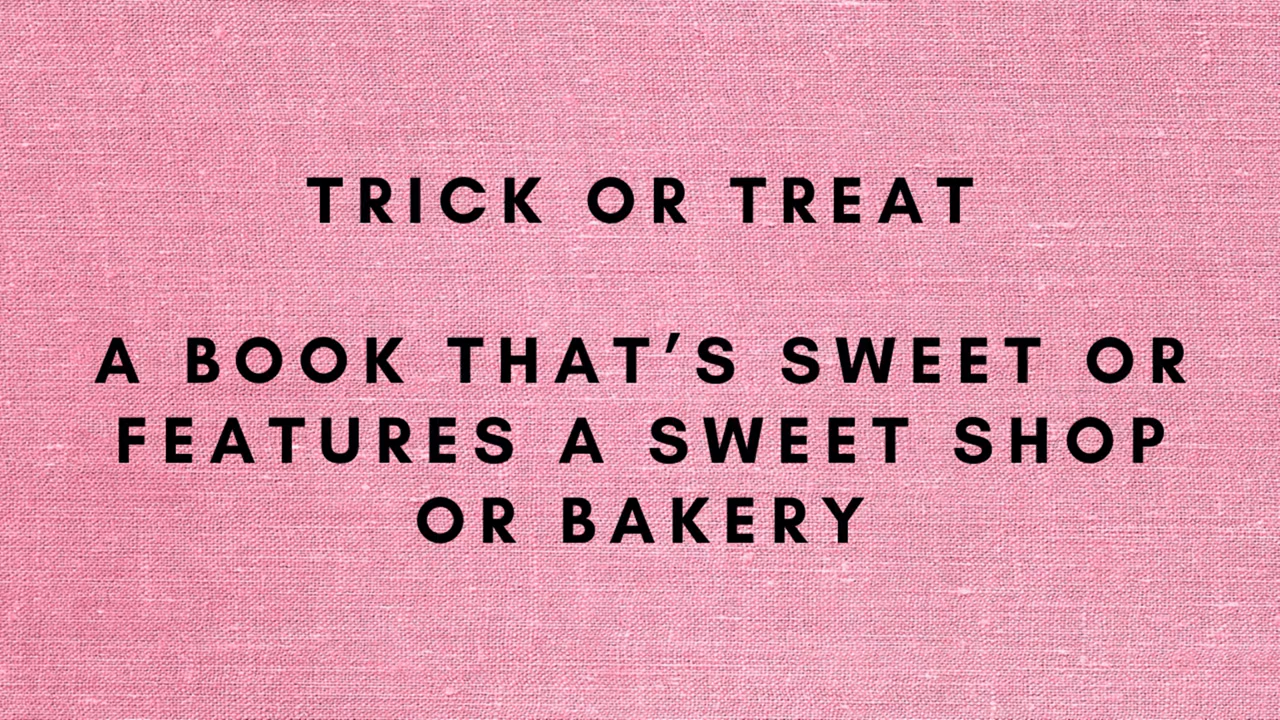 TRICK OR TREAT
A BOOK THAT’S SWEET OR
FEATURES A SWEET SHOP
OR BAKERY